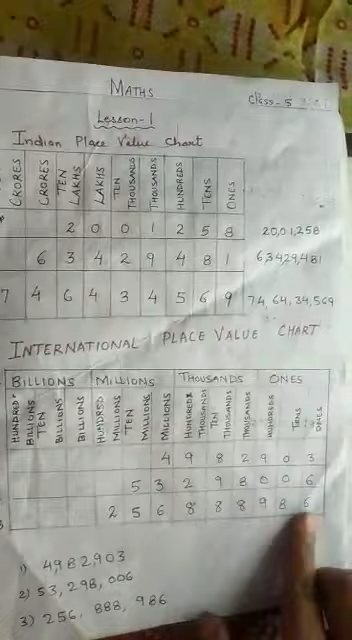 MATHS
Class-5
Lesson-1
Indian Place Value Chart
CRORES CRORES TEN LAKHS LAKHS TEN THOUSANDS THOUSANDS HUNDREDS TENS ONES
2 0 0 1 2 5 8 20,01,258
6 3 4 2 9 4 8 1 6,3429,481
7 4 6 4 3 4 5 6 9 74,64,34,569
INTERNATIONAL PLACE VALUE CHART
BILLIONS MILLIONS THOUSANDS ONES
HUNDRED BILLIONS TEN BILLIONS BILLIONS HUNDRED MILLIONS TEN MILLIONS MILLIONS HUNDRED THOUSANDS TEN THOUSANDS THOUSANDS HUNDREDS TENS ONES
4 9 8 2 9 0 3
5 3 2 9 8 0 0 6
2 5 6 8 8 8 9 8 6
1) 4,982,903
2) 53, 298, 006
3) 256, 888, 986